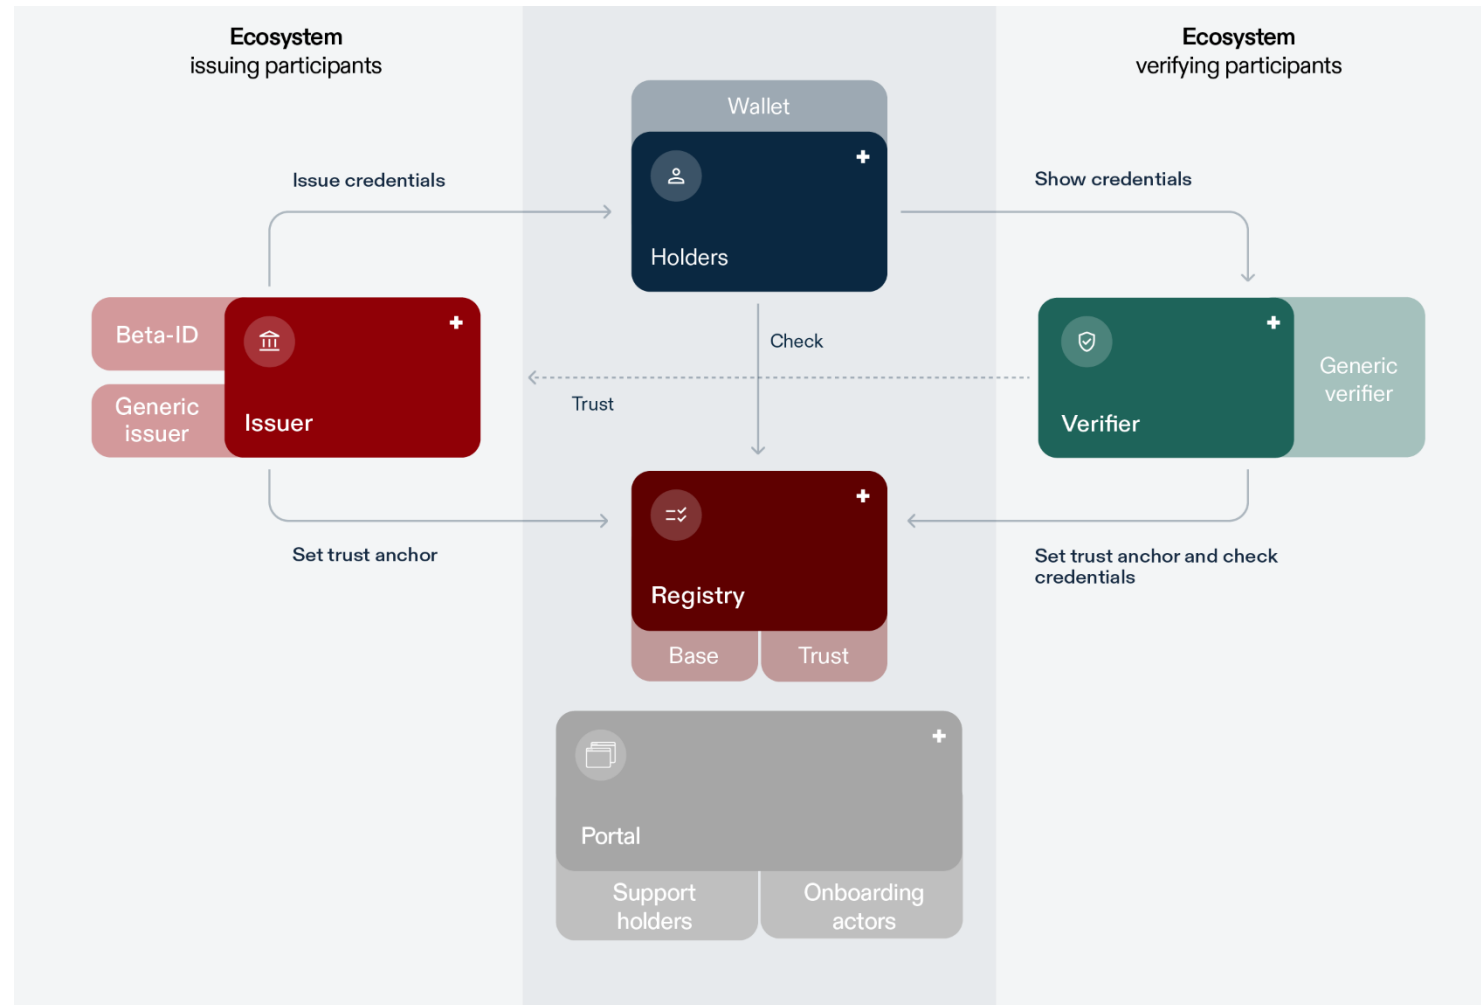 Ecosystem
issuing participants
Ecosystem
verifying participants
Wallet
Holders
Issue credentials
Show credentials
Beta-ID
Generic
issuer
Issuer
Check
Trust
Verifier
Generic
verifier
Set trust anchor
Set trust anchor and check
credentials
Registry
Base
Trust
Portal
Support
holders
Onboarding
actors